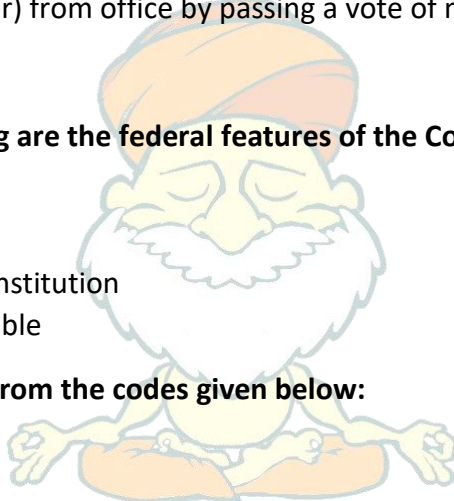 r) from office by passing a vote of
g are the federal features of the Co
nstitution
ble
rom the codes given below: